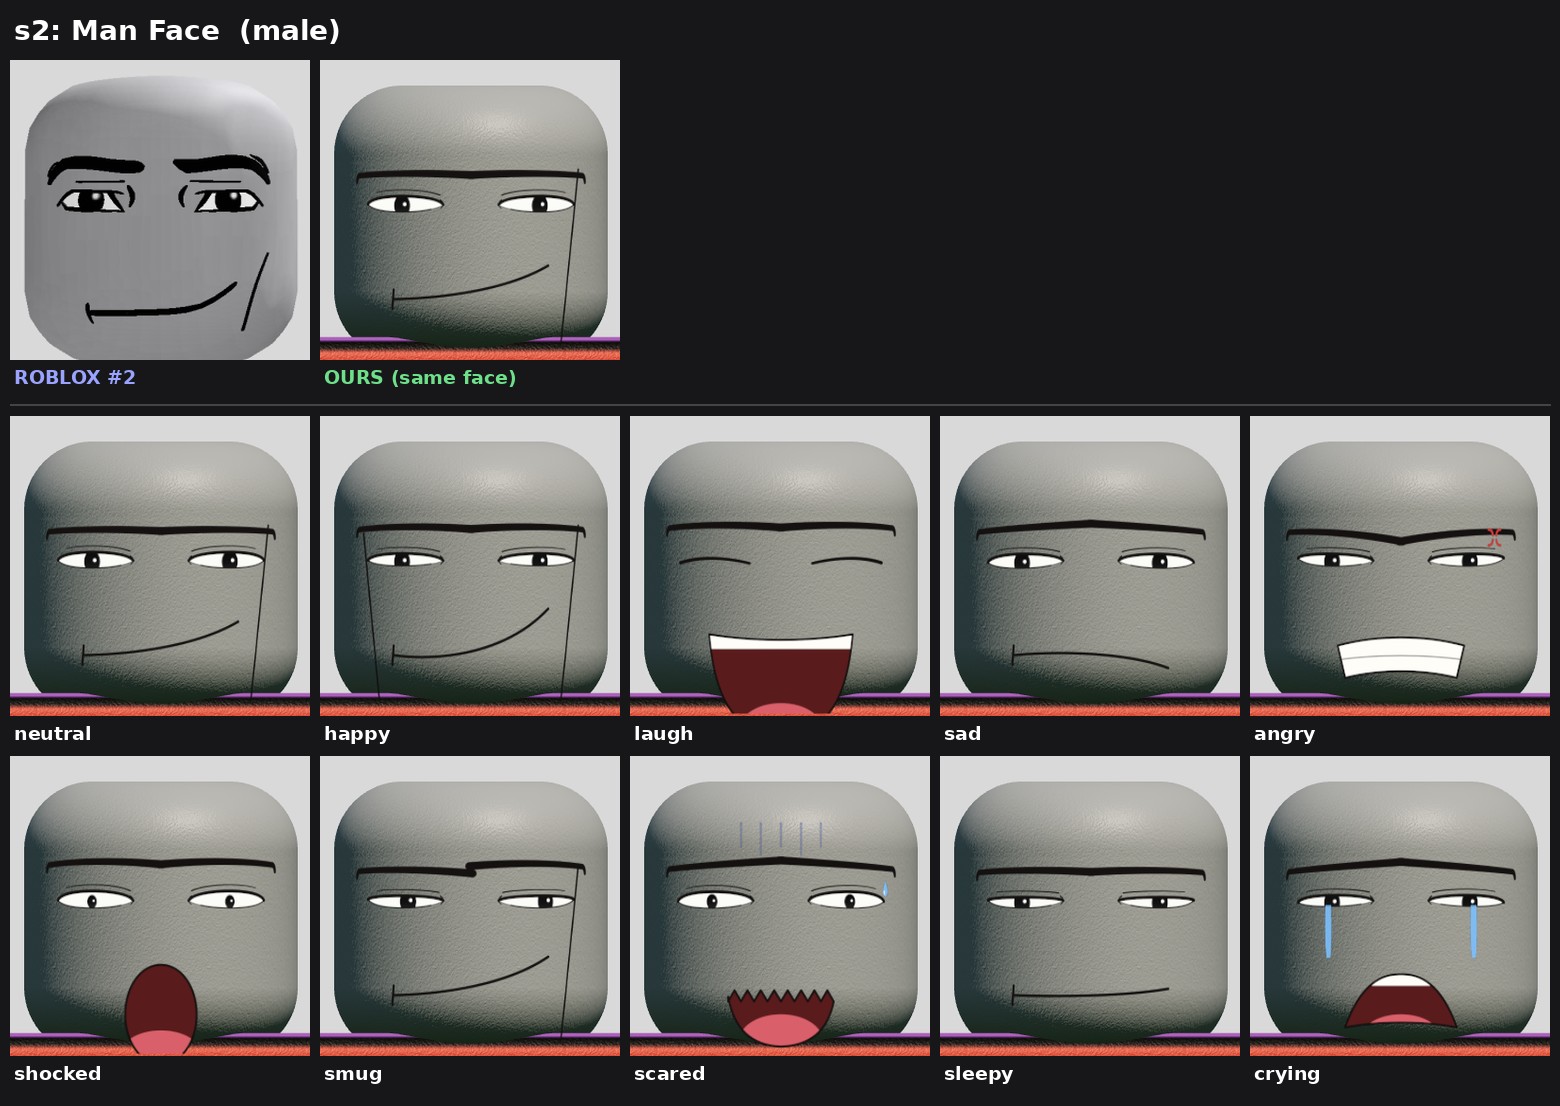 s2: Man Face (male)
ROBLOX #2
OURS (same face)
neutral
happy
laugh
sad
angry
shocked
smug
scared
sleepy
crying